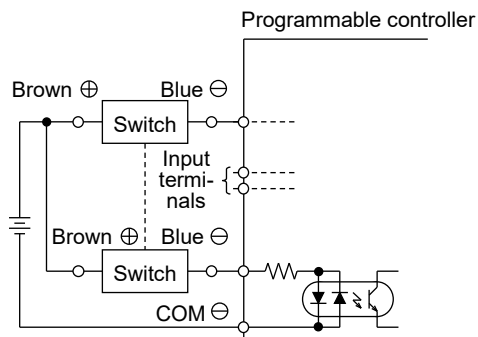 Programmable controller
Brown ⊕
Blue ⊖
Switch
Input
termi-
nals
Brown ⊕
Blue ⊖
Switch
COM ⊖